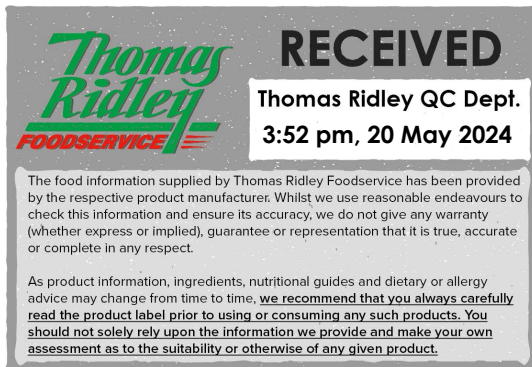 Thomas
Ridley
FOODSERVICE
RECEIVED
Thomas Ridley QC Dept.
3:52 pm, 20 May 2024
The food information supplied by Thomas Ridley Foodservice has been provided
by the respective product manufacturer. Whilst we use reasonable endeavours to
check this information and ensure its accuracy, we do not give any warranty
(whether express or implied), guarantee or representation that it is true, accurate
or complete in any respect.
As product information, ingredients, nutritional guides and dietary or allergy
advice may change from time to time, we recommend that you always carefully
read the product label prior to using or consuming any such products. You
should not solely rely upon the information we provide and make your own
assessment as to the suitability or otherwise of any given product.